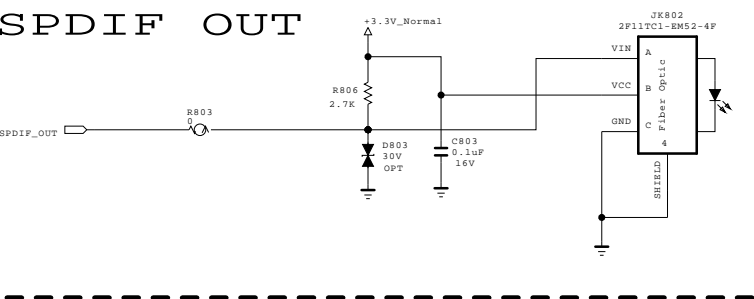 SPDIF OUT
+3.3V_Normal
JK802
2F11TC1-EM52-4F
VIN
A
R806
2.7K
VCC
B
Fiber Optic
R803
0
GND
C
SPDIF_OUT
D803
30V
OPT
C803
0.1uF
16V
4
SHIELD